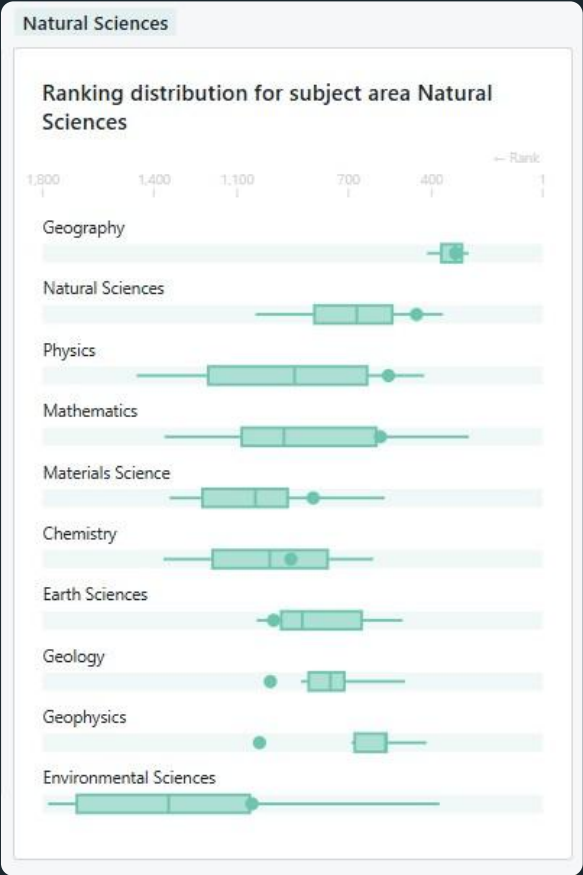 Natural Sciences
Ranking distribution for subject area Natural
Sciences
← Rank
1,800 1,400 1,100 700 400 1
Geography
Natural Sciences
Physics
Mathematics
Materials Science
Chemistry
Earth Sciences
Geology
Geophysics
Environmental Sciences